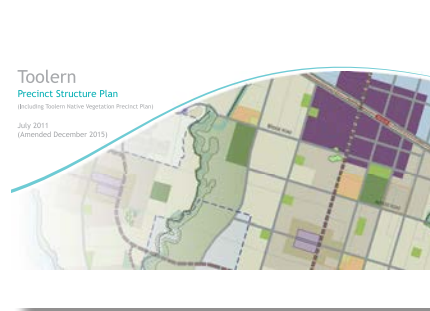 Toolern
Precinct Structure Plan
(Including Toolern Native Vegetation Precinct Plan)
July 2011
(Amended December 2015)